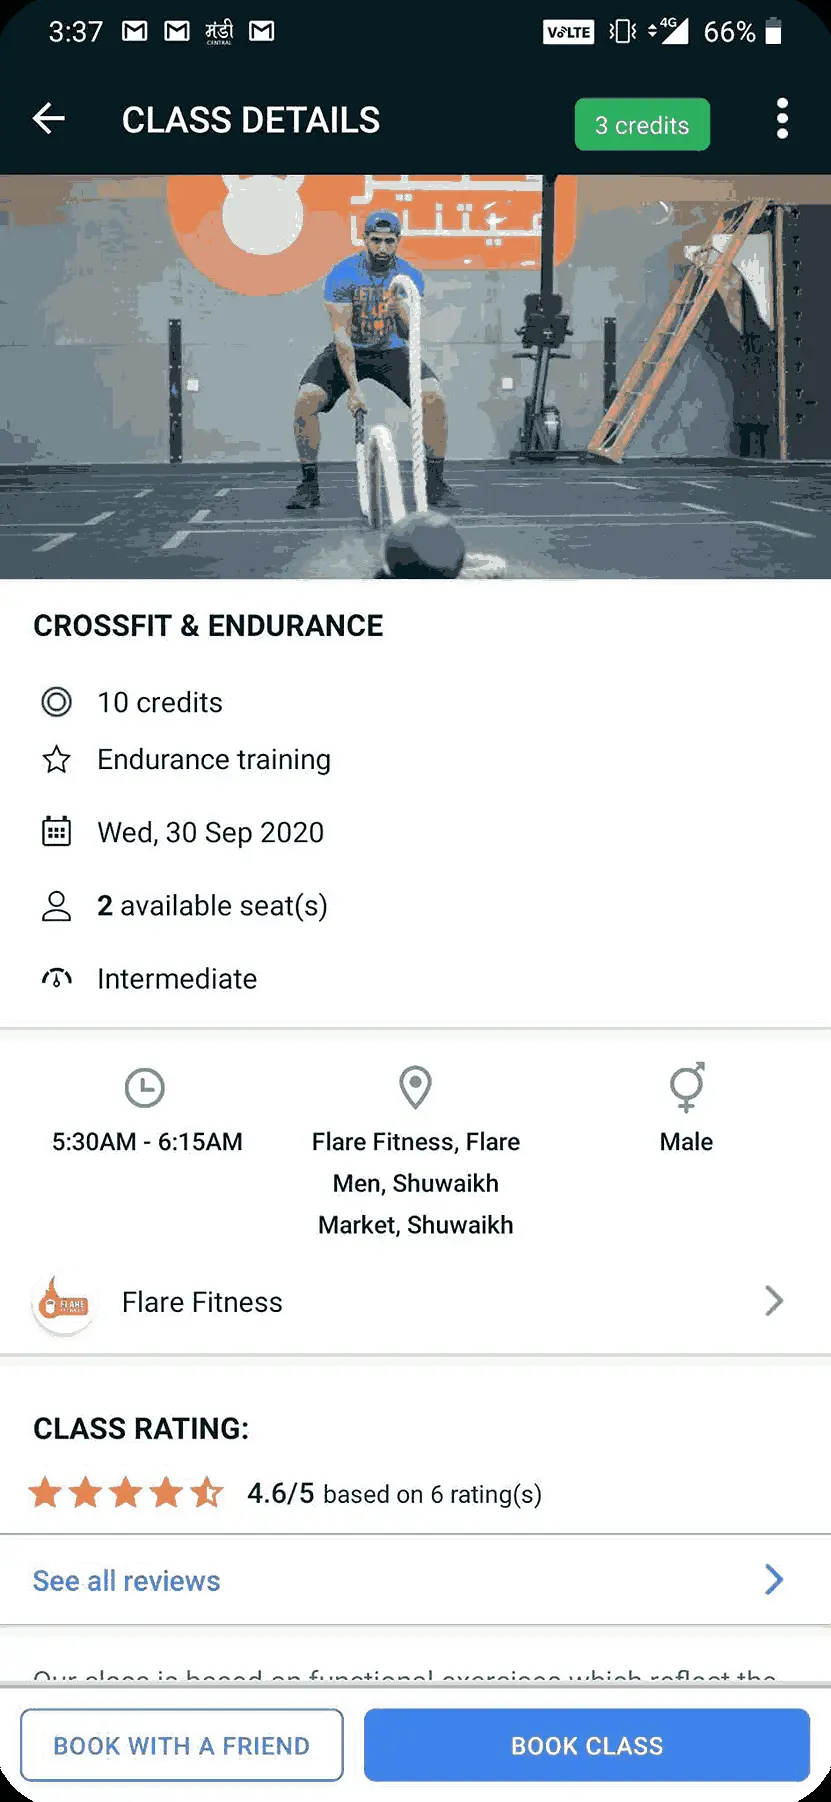 3:37
मंडी
CENTRAL
VoLTE
4G
66%
CLASS DETAILS
3 credits
CROSSFIT & ENDURANCE
10 credits
Endurance training
Wed, 30 Sep 2020
2 available seat(s)
Intermediate
5:30AM - 6:15AM
Flare Fitness, Flare
Men, Shuwaikh
Market, Shuwaikh
Male
FLARE
Flare Fitness
CLASS RATING:
4.6/5 based on 6 rating(s)
See all reviews
Our class is based on functional exercises which reflect the
BOOK WITH A FRIEND
BOOK CLASS